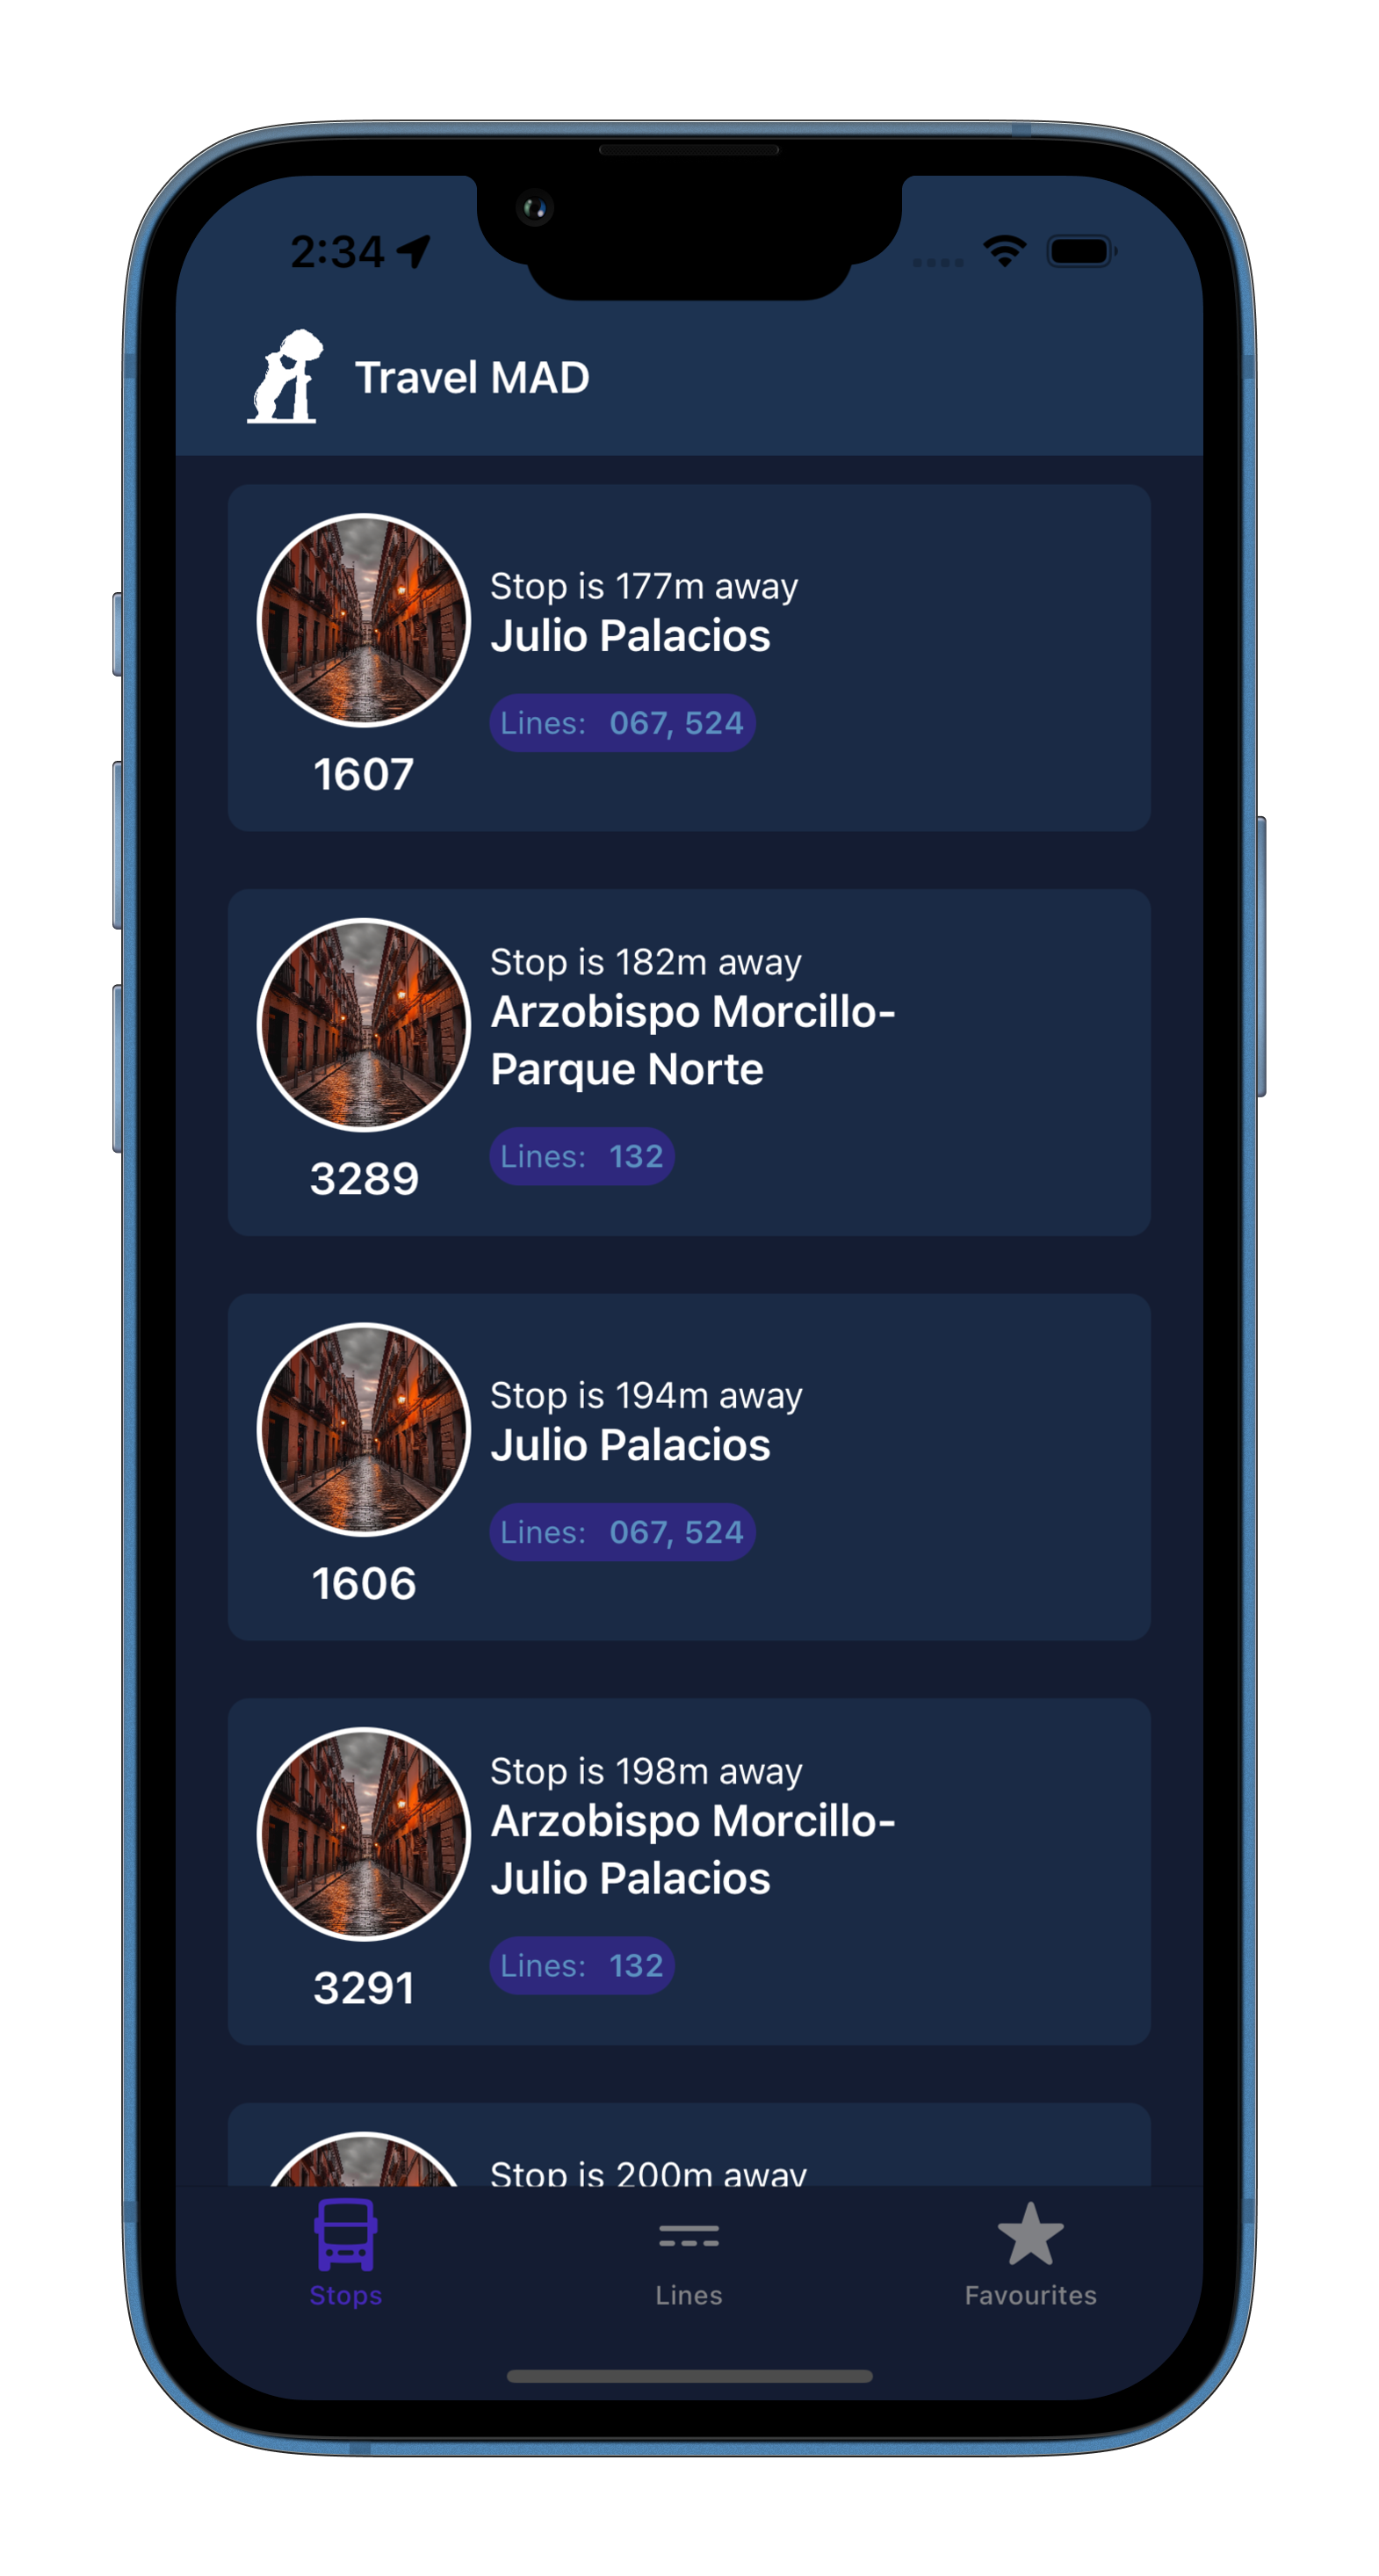 2:34
Travel MAD
Stop is 177m away
Julio Palacios
Lines: 067, 524
1607
Stop is 182m away
Arzobispo Morcillo-
Parque Norte
Lines: 132
3289
Stop is 194m away
Julio Palacios
Lines: 067, 524
1606
Stop is 198m away
Arzobispo Morcillo-
Julio Palacios
Lines: 132
3291
Stop is 200m away
Stops
Lines
Favourites